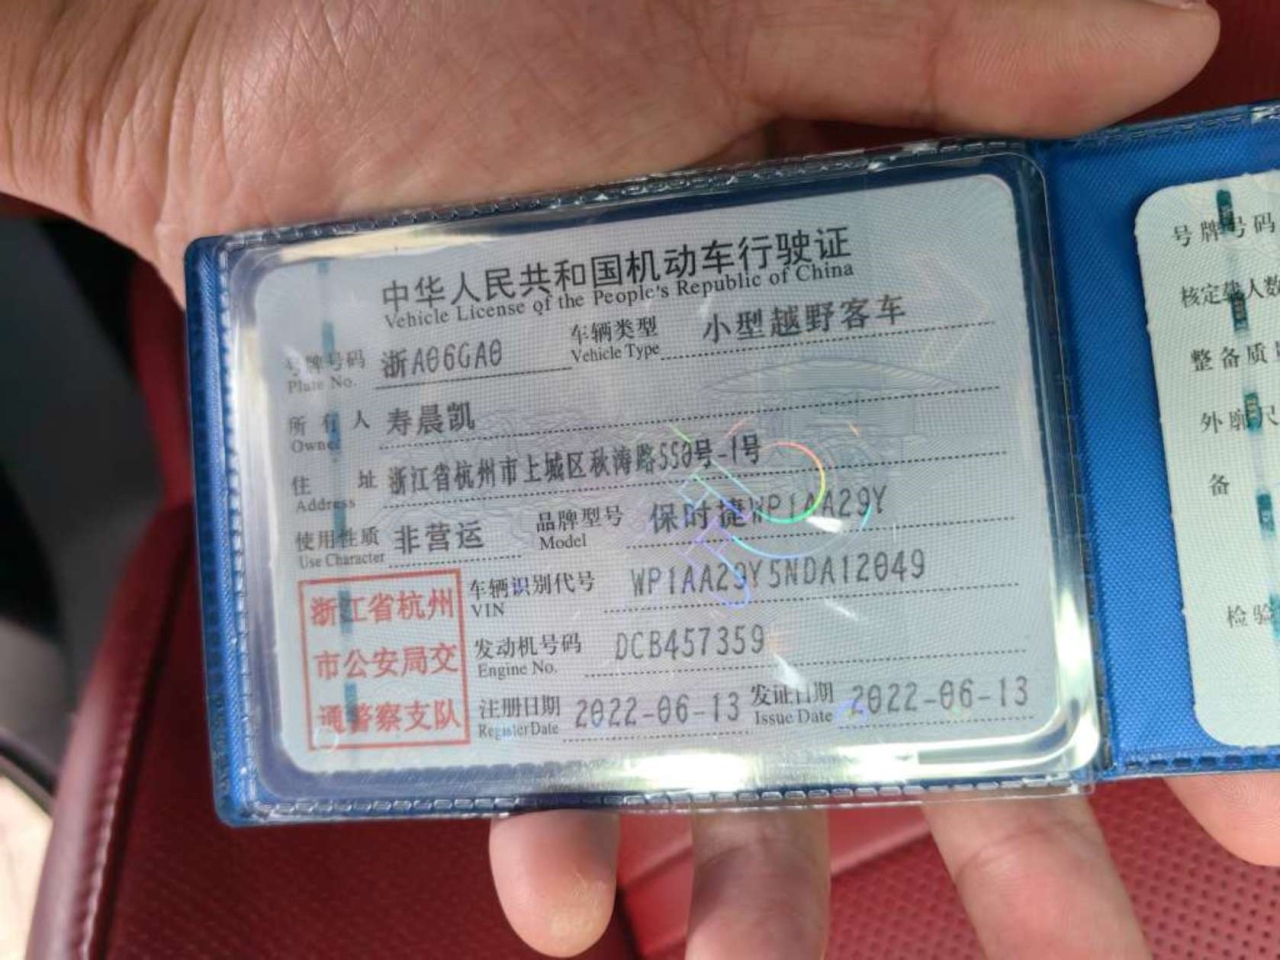 中华人民共和国机动车行驶证
Vehicle License of the People's Republic of China
号牌号码 浙A06GA0 车辆类型 小型越野客车
Plate No. Vehicle Type
所有人 寿晨凯
Owner
住址 浙江省杭州市上城区秋涛路550号-1号
Address
使用性质 非营运 品牌型号 保时捷WP1AA29Y
Use Character Model
浙江省杭州
市公安局交
通警察支队
车辆识别代号 WP1AA29Y5NDA12049
VIN
发动机号码 DCB457359
Engine No.
注册日期 2022-06-13 发证日期 2022-06-13
Register Date Issue Date
号牌号码
核定载人数
整备质
外廓尺
备
检验